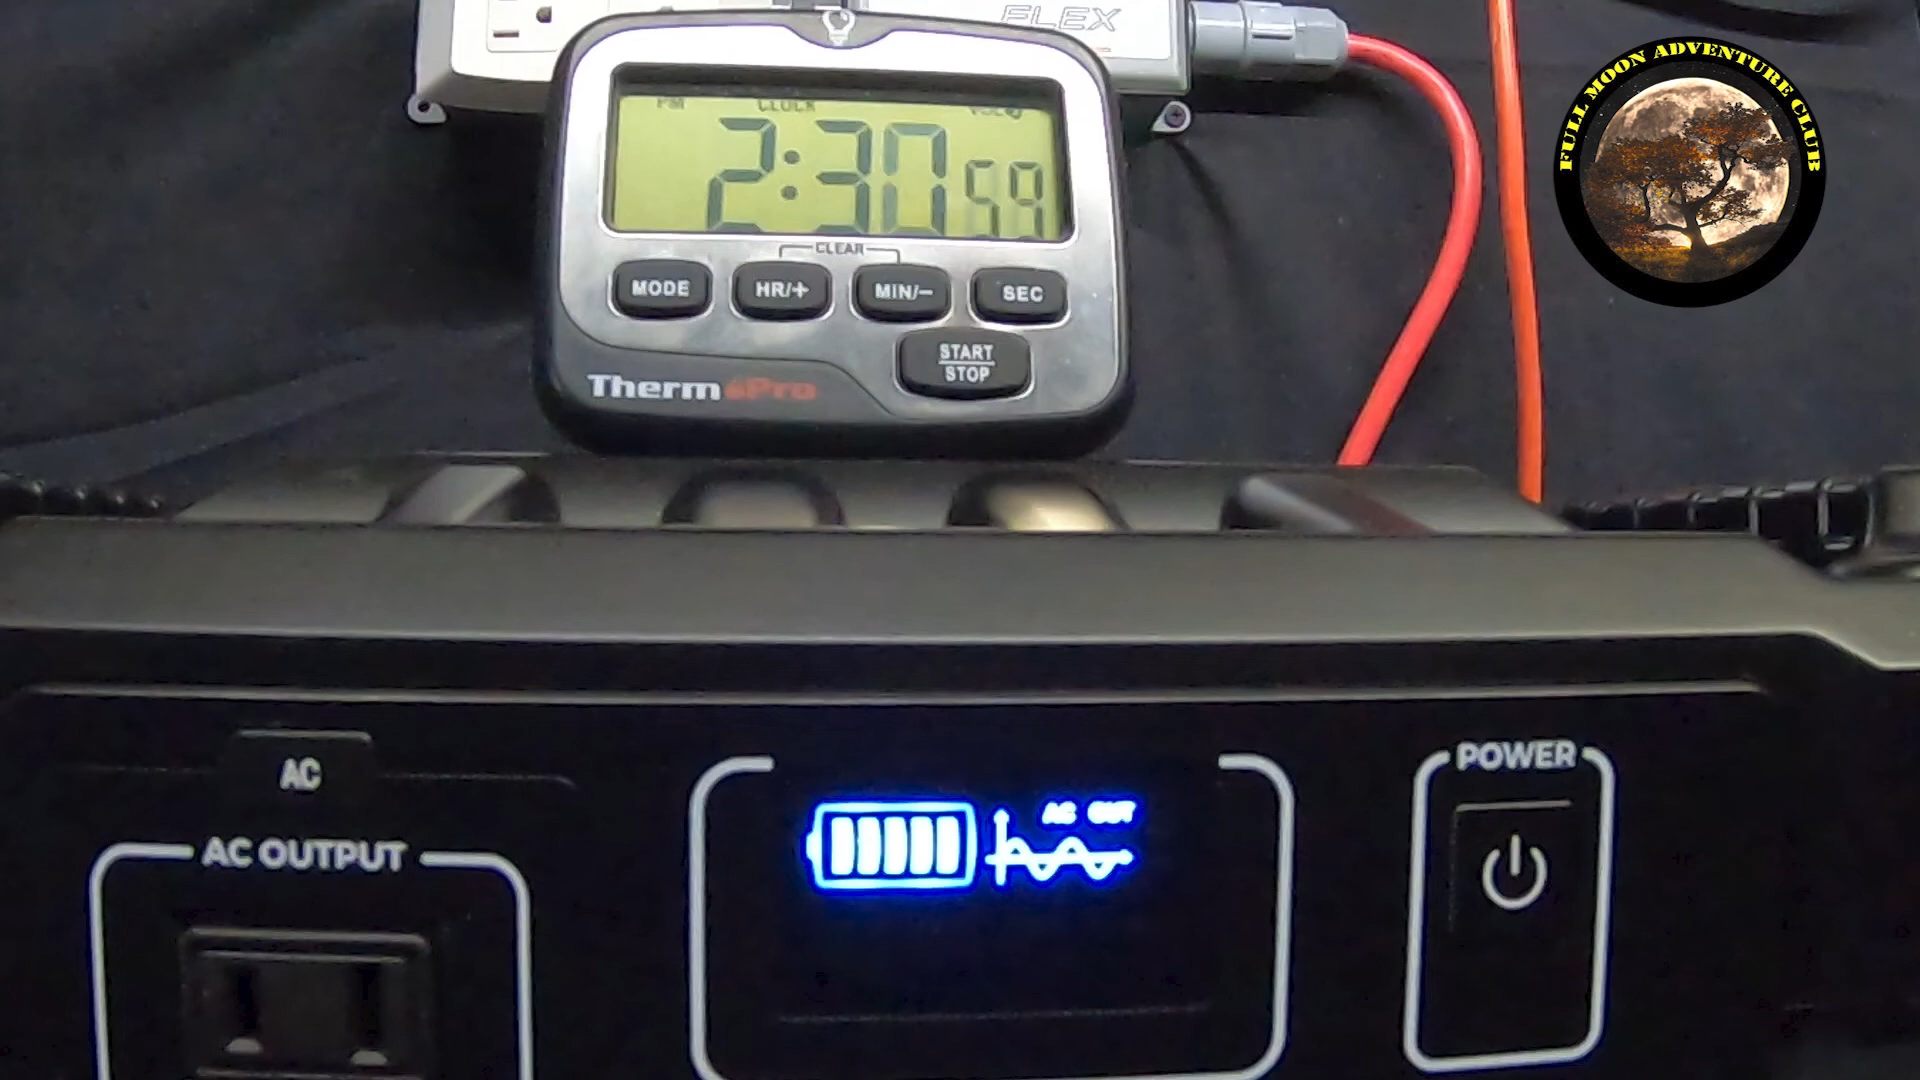 FLEX
FULL MOON ADVENTURE CLUB
PM CLOCK
2:30 59
CLEAR
MODE HR/+ MIN/- SEC
START
STOP
ThermoPro
AC
AC OUTPUT
AC OUT
POWER